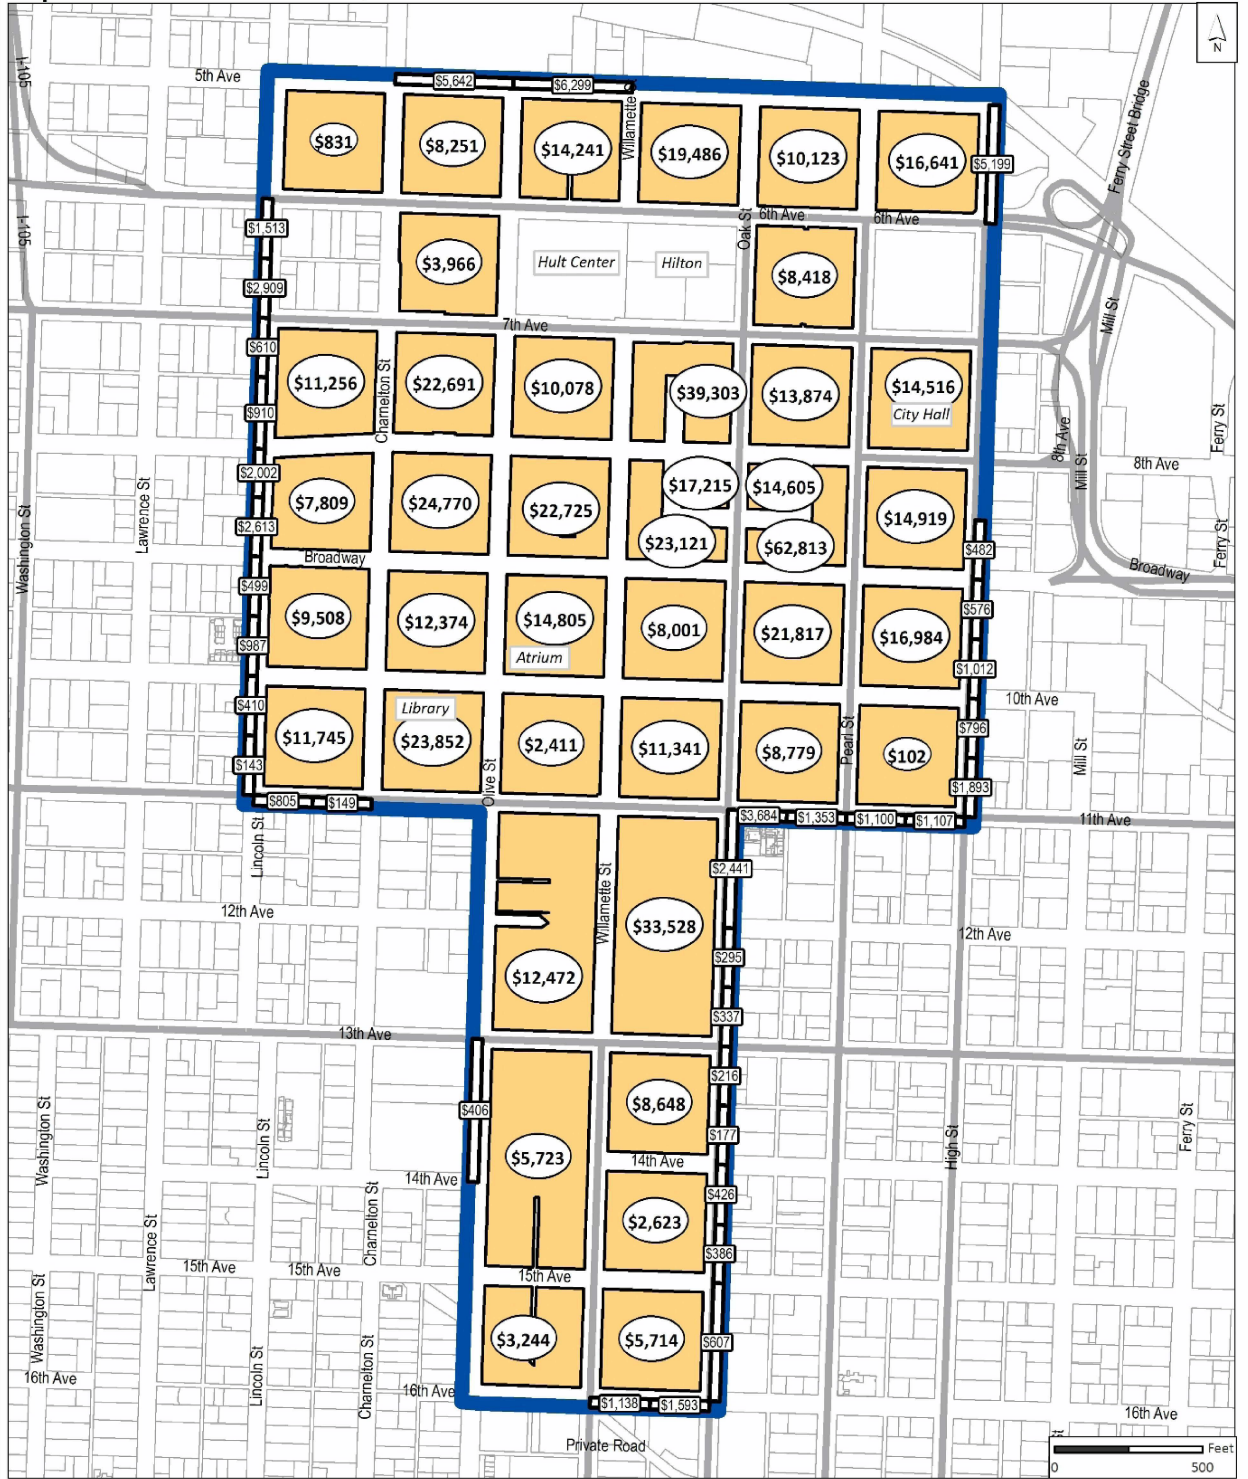 N
I-105
5th Ave
$5,642
$6,299
Willamette
Ferry Street Bridge
$831
$8,251
$14,241
$19,486
$10,123
$16,641
$5,199
I-105
$1,513
6th Ave
6th Ave
Oak St
$3,966
Hult Center
Hilton
$8,418
$2,909
Mill St
7th Ave
$610
$11,256
Charnelton St
$22,691
$10,078
$39,303
$13,874
$14,516
City Hall
$910
Ferry St
8th Ave
8th Ave
$2,002
Mill St
Lawrence St
$7,809
$24,770
$22,725
$17,215
$14,605
$14,919
$2,613
$23,121
$62,813
$482
Ferry St
Washington St
Broadway
Broadway
$499
$9,508
$12,374
$14,805
$8,001
$21,817
$16,984
$576
$987
Atrium
$1,012
10th Ave
$410
Library
$11,745
$23,852
$2,411
$11,341
$8,779
Pearl St
$102
$796
Mill St
$143
Olive St
$1,893
$805
$149
$3,684
$1,353
$1,100
$1,107
11th Ave
Lincoln St
$2,441
12th Ave
Willamette St
$33,528
12th Ave
$12,472
$295
$337
13th Ave
$216
$406
$8,648
$177
Washington St
Lincoln St
High St
Ferry St
$5,723
14th Ave
14th Ave
$426
Charnelton St
$2,623
Lawrence St
$386
15th Ave
15th Ave
15th Ave
Washington St
$3,244
$5,714
$607
Lincoln St
Charnelton St
16th Ave
16th Ave
$1,138
$1,593
16th Ave
Private Road
St
Feet
0
500